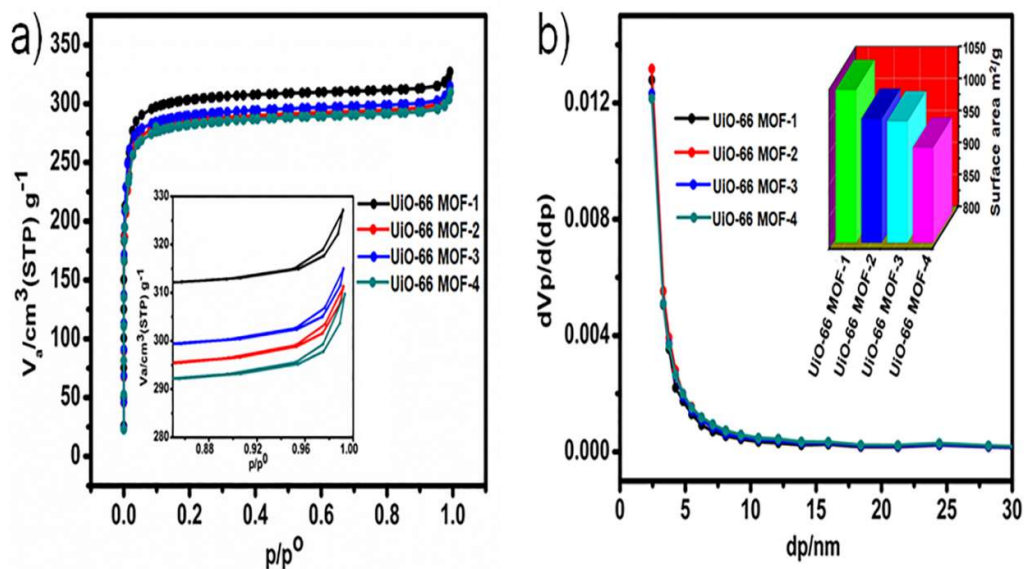 a)
350
300
250
200
150
100
50
0
Va/cm³(STP) g⁻¹
0.0 0.2 0.4 0.6 0.8 1.0
p/p⁰
UiO-66 MOF-1
UiO-66 MOF-2
UiO-66 MOF-3
UiO-66 MOF-4
330
320
310
300
290
280
Va/cm³(STP) g⁻¹
0.88 0.92 0.96 1.00
p/p⁰
b)
0.012
0.008
0.004
0.000
dVp/d(dp)
0 5 10 15 20 25 30
dp/nm
UiO-66 MOF-1
UiO-66 MOF-2
UiO-66 MOF-3
UiO-66 MOF-4
1050
1000
950
900
850
800
Surface area m²/g
UiO-66 MOF-1
UiO-66 MOF-2
UiO-66 MOF-3
UiO-66 MOF-4